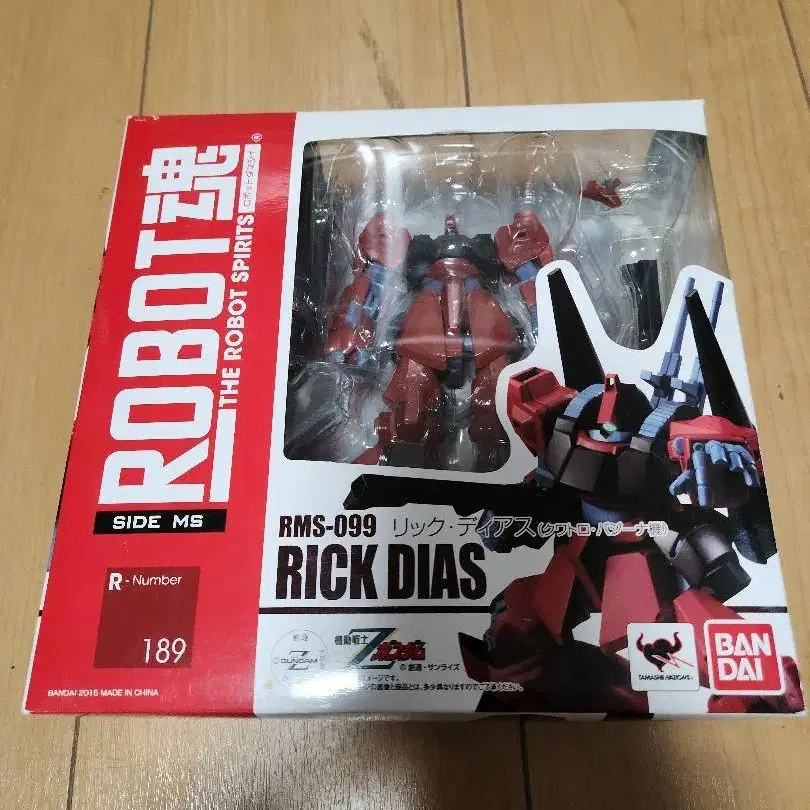 ROBOT魂
THE ROBOT SPIRITS
ロボットダマシイ
®
SIDE MS
R-Number
189
BANDAI 2015 MADE IN CHINA
RMS-099 リック・ディアス(クワトロ・バジーナ機)
RICK DIAS
機動戦士
Zガンダム
© 創通・サンライズ
GUNDAM
TAMASHII NATIONS
BAN
DAI